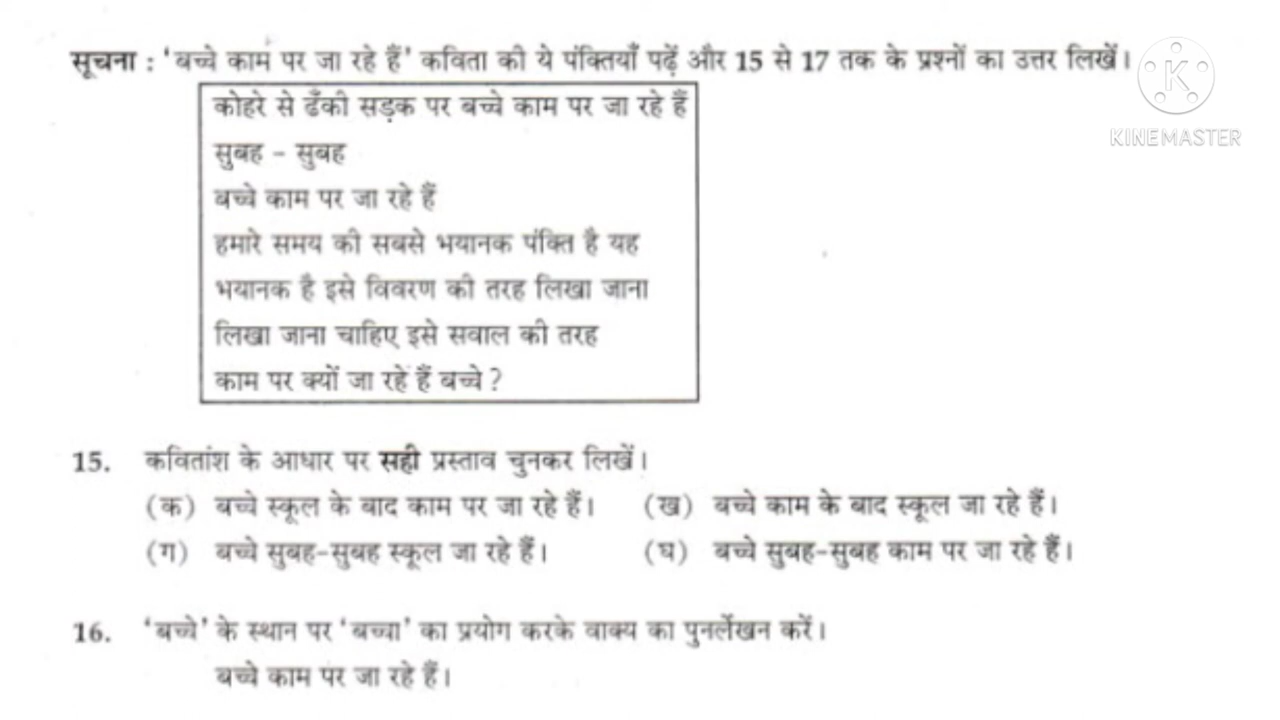 सूचना : 'बच्चे काम पर जा रहे हैं' कविता की ये पंक्तियाँ पढ़ें और 15 से 17 तक के प्रश्नों का उत्तर लिखें।
KINEMASTER
कोहरे से ढँकी सड़क पर बच्चे काम पर जा रहे हैं
सुबह - सुबह
बच्चे काम पर जा रहे हैं
हमारे समय की सबसे भयानक पंक्ति है यह
भयानक है इसे विवरण की तरह लिखा जाना
लिखा जाना चाहिए इसे सवाल की तरह
काम पर क्यों जा रहे हैं बच्चे ?
15. कवितांश के आधार पर सही प्रस्ताव चुनकर लिखें।
(क) बच्चे स्कूल के बाद काम पर जा रहे हैं। (ख) बच्चे काम के बाद स्कूल जा रहे हैं।
(ग) बच्चे सुबह-सुबह स्कूल जा रहे हैं। (घ) बच्चे सुबह-सुबह काम पर जा रहे हैं।
16. 'बच्चे' के स्थान पर 'बच्चा' का प्रयोग करके वाक्य का पुनर्लेखन करें।
बच्चे काम पर जा रहे हैं।